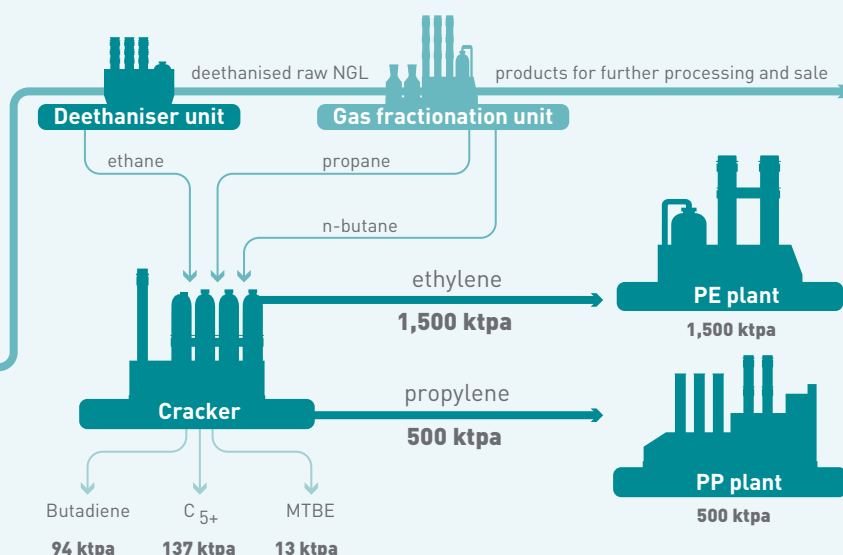 deethanised raw NGL
products for further processing and sale
Deethaniser unit
Gas fractionation unit
ethane
propane
n-butane
ethylene
1,500 ktpa
PE plant
1,500 ktpa
Cracker
propylene
500 ktpa
PP plant
500 ktpa
Butadiene
C 5+
MTBE
94 ktpa
137 ktpa
13 ktpa